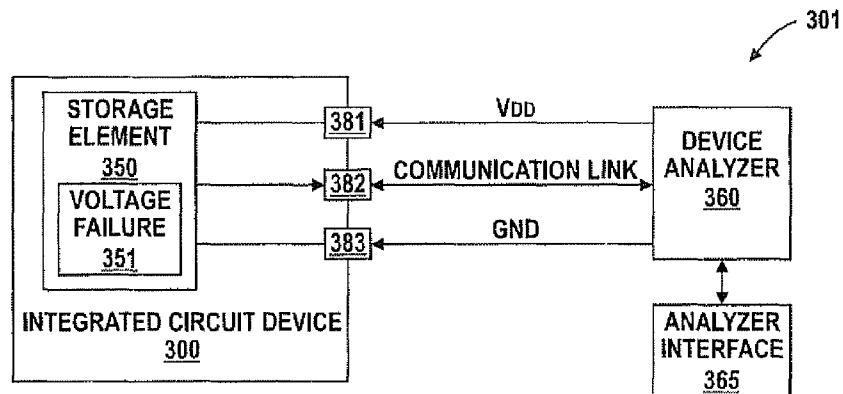 301
STORAGE
ELEMENT
350
VOLTAGE
FAILURE
351
INTEGRATED CIRCUIT DEVICE
300
381
382
383
VDD
COMMUNICATION LINK
GND
DEVICE
ANALYZER
360
ANALYZER
INTERFACE
365